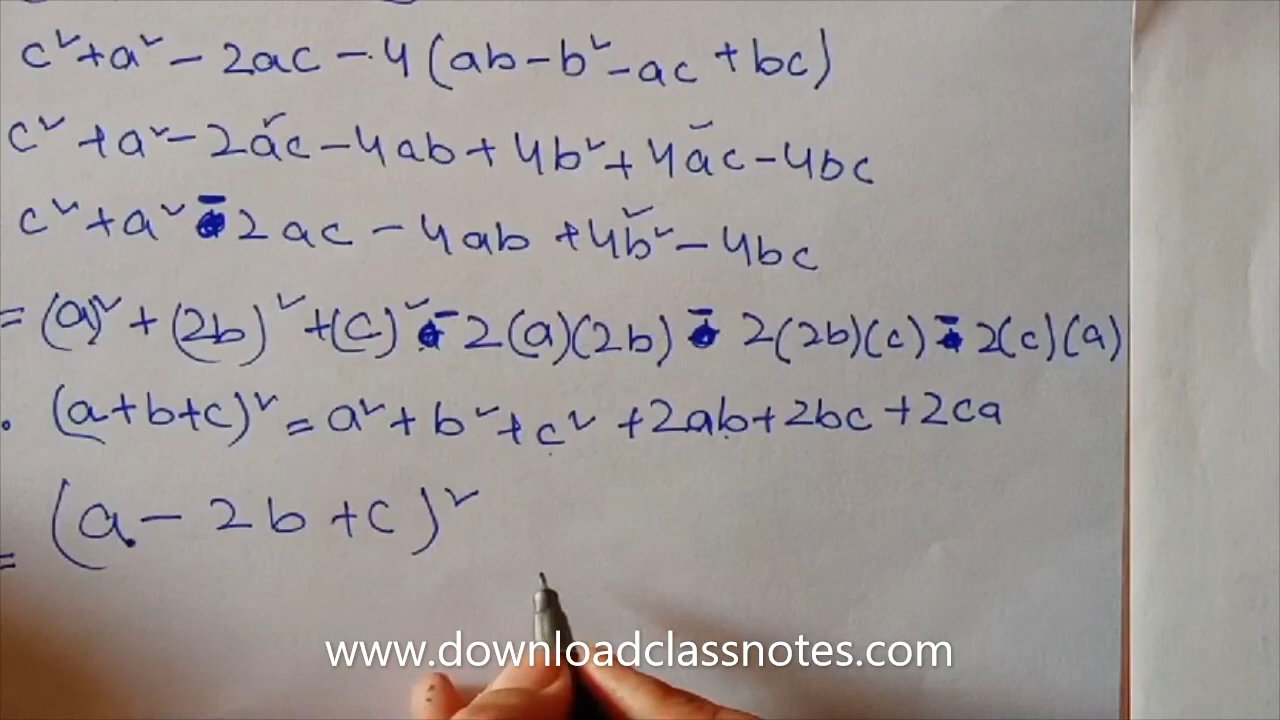 c² + a² - 2ac - 4 (ab - b² - ac + bc)
c² + a² - 2ac - 4ab + 4b² + 4ac - 4bc
c² + a² - 2ac - 4ab + 4b² - 4bc
= (a)² + (2b)² + (c)² - 2(a)(2b) - 2(2b)(c) - 2(c)(a)
. (a+b+c)² = a² + b² + c² + 2ab + 2bc + 2ca
= (a - 2b + c)²
www.downloadclassnotes.com